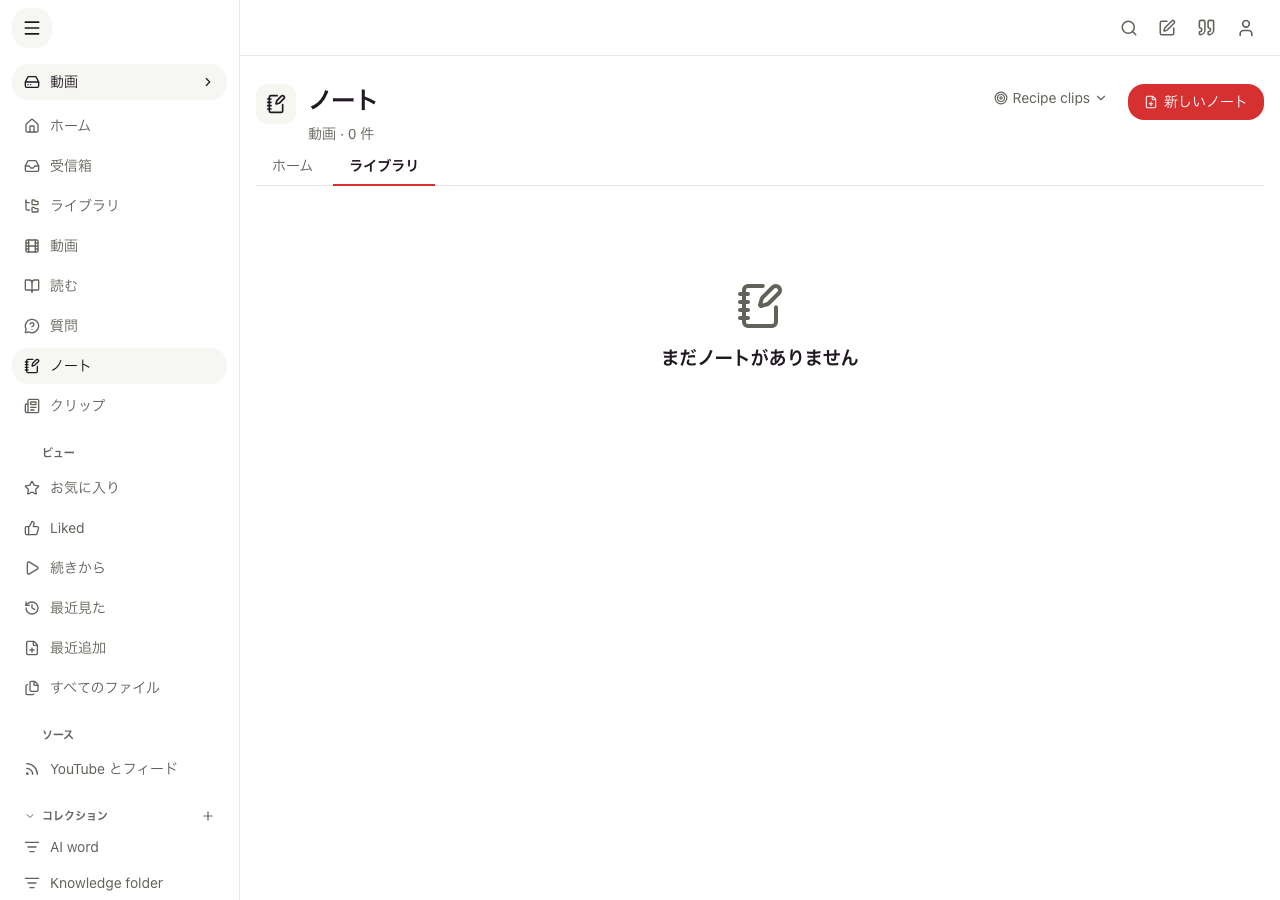 動画
ホーム
受信箱
ライブラリ
動画
読む
質問
ノート
クリップ
ビュー
お気に入り
Liked
続きから
最近見た
最近追加
すべてのファイル
ソース
YouTube とフィード
コレクション
AI word
Knowledge folder
ノート
動画 · 0 件
Recipe clips
新しいノート
ホーム
ライブラリ
まだノートがありません